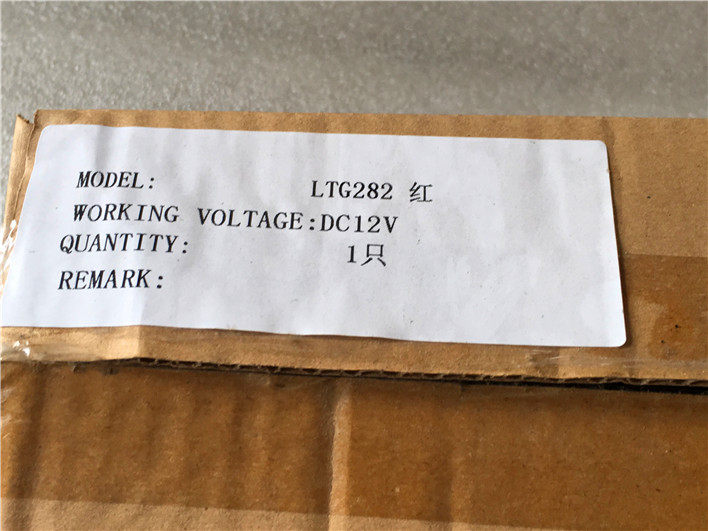 MODEL: LTG282 红
WORKING VOLTAGE:DC12V
QUANTITY: 1只
REMARK: